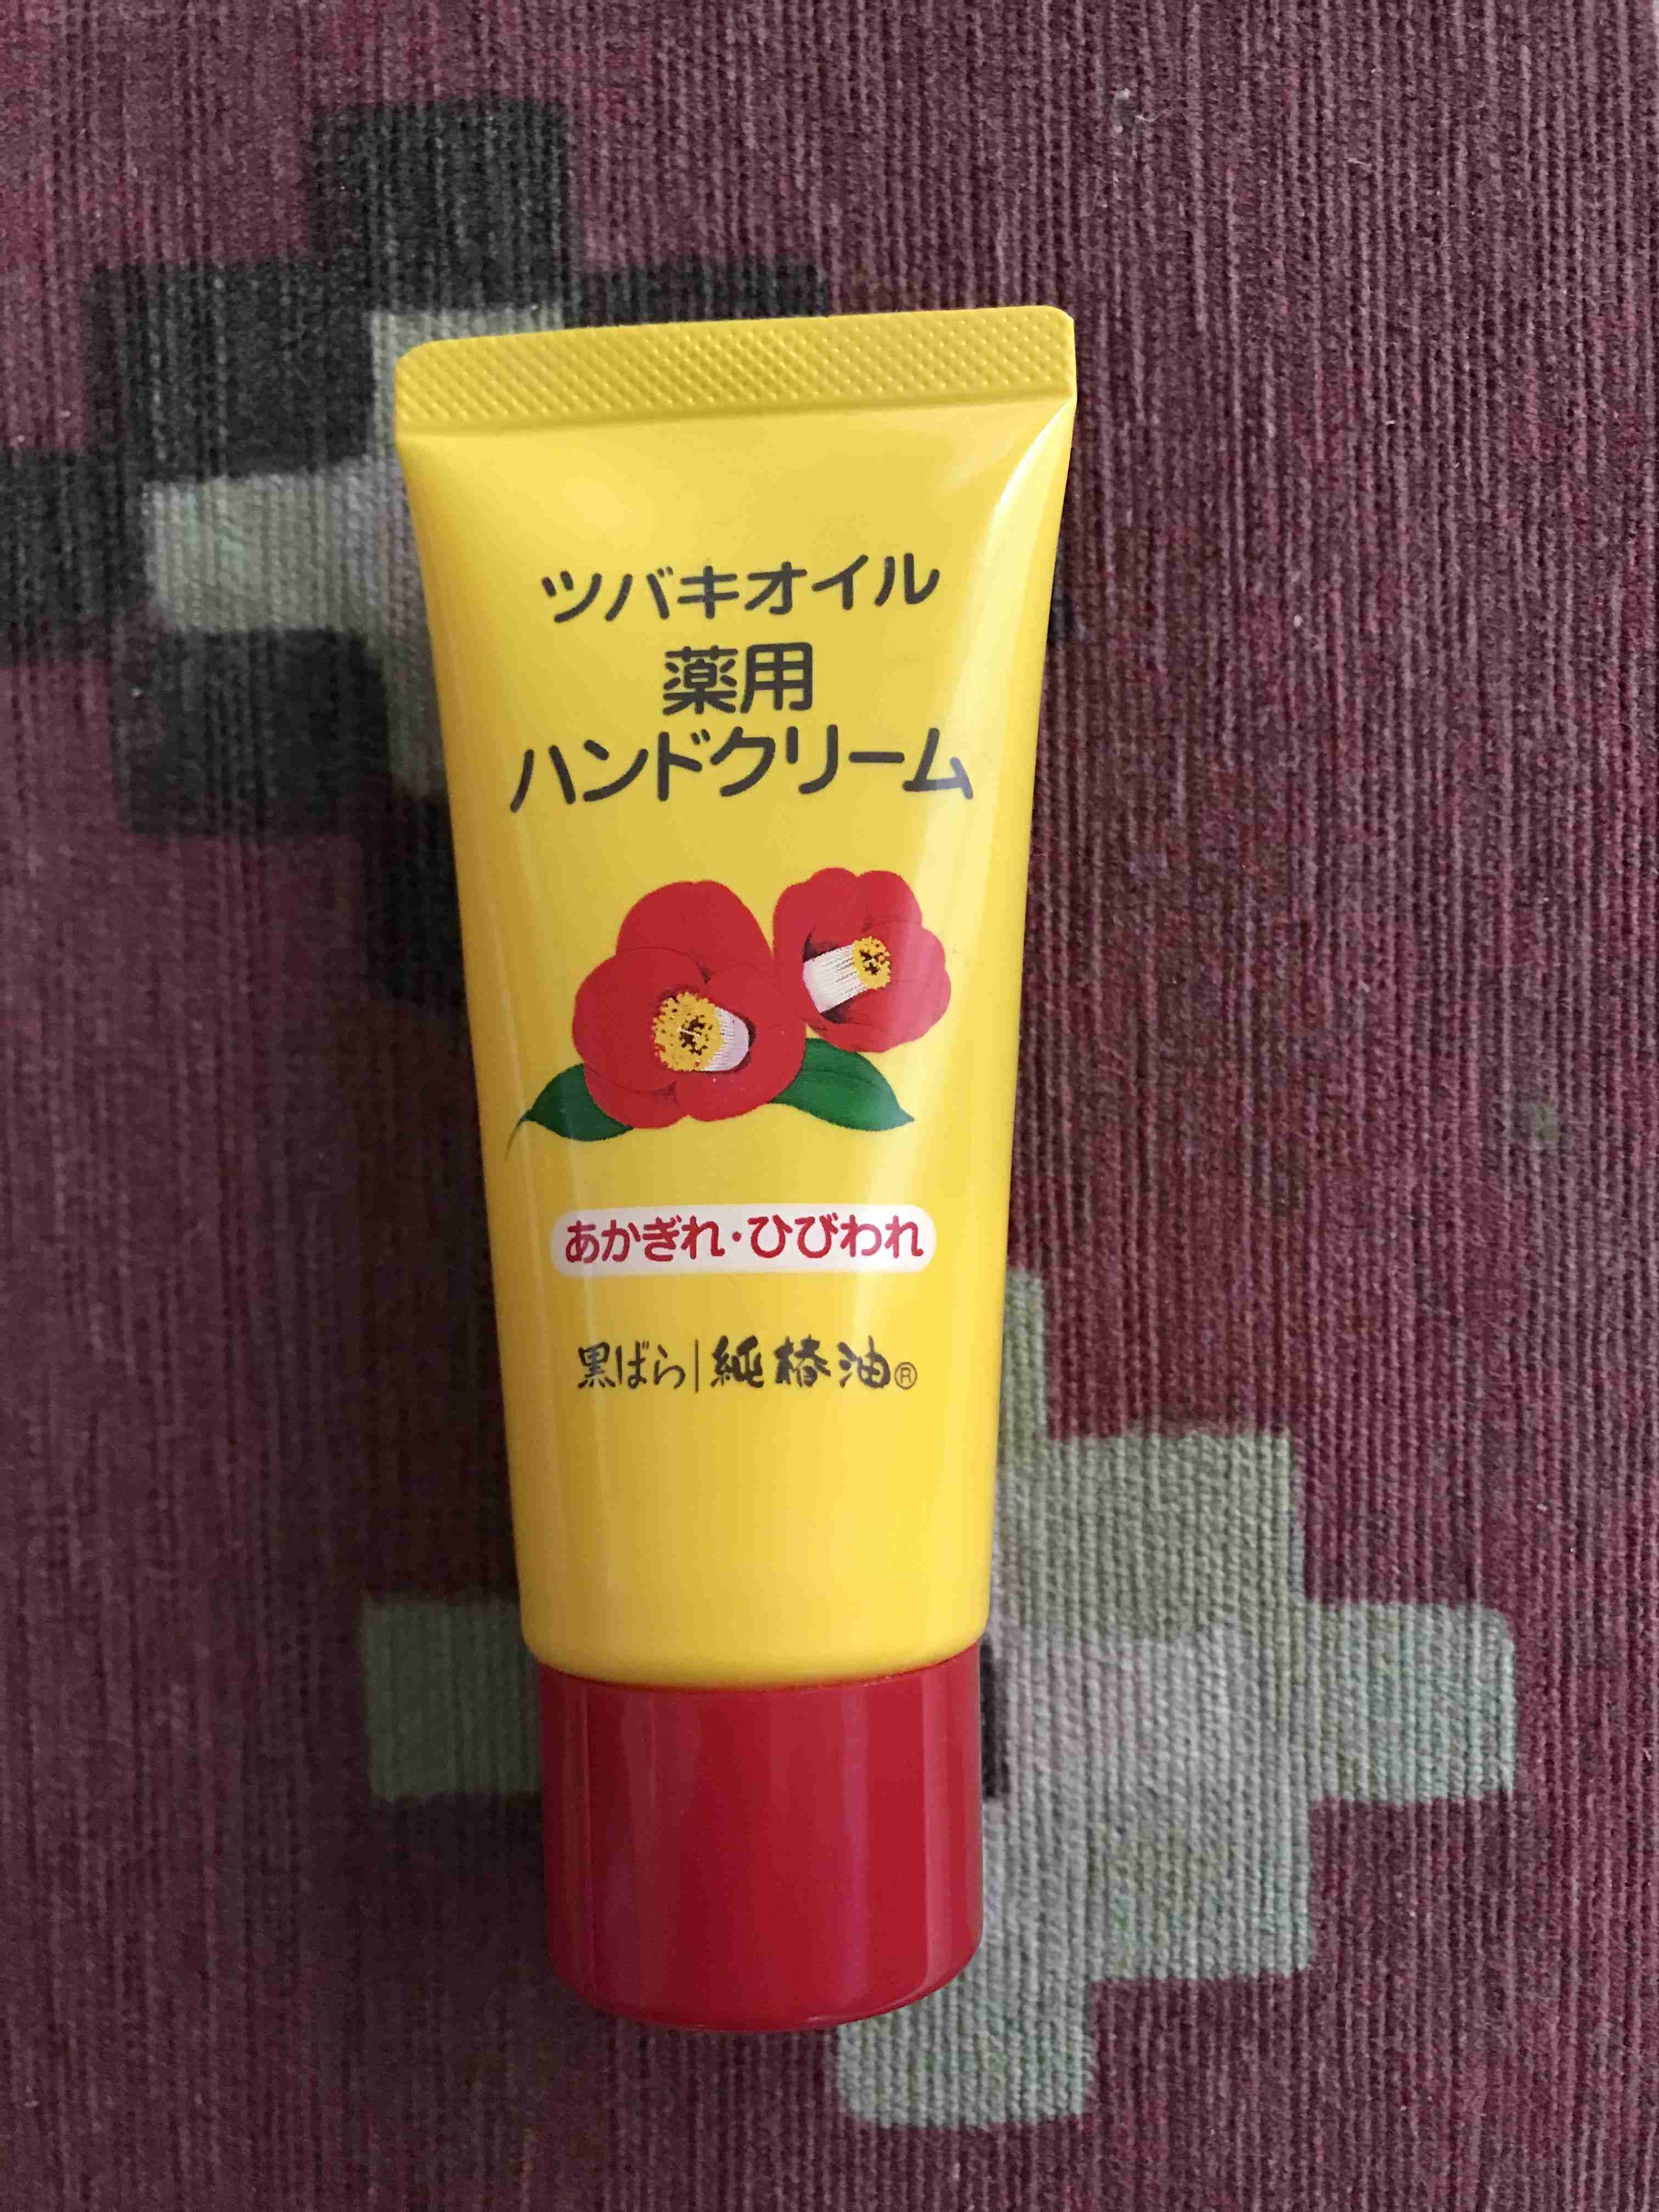 ツバキオイル
薬用
ハンドクリーム
あかぎれ・ひびわれ
黒ばら|純椿油®